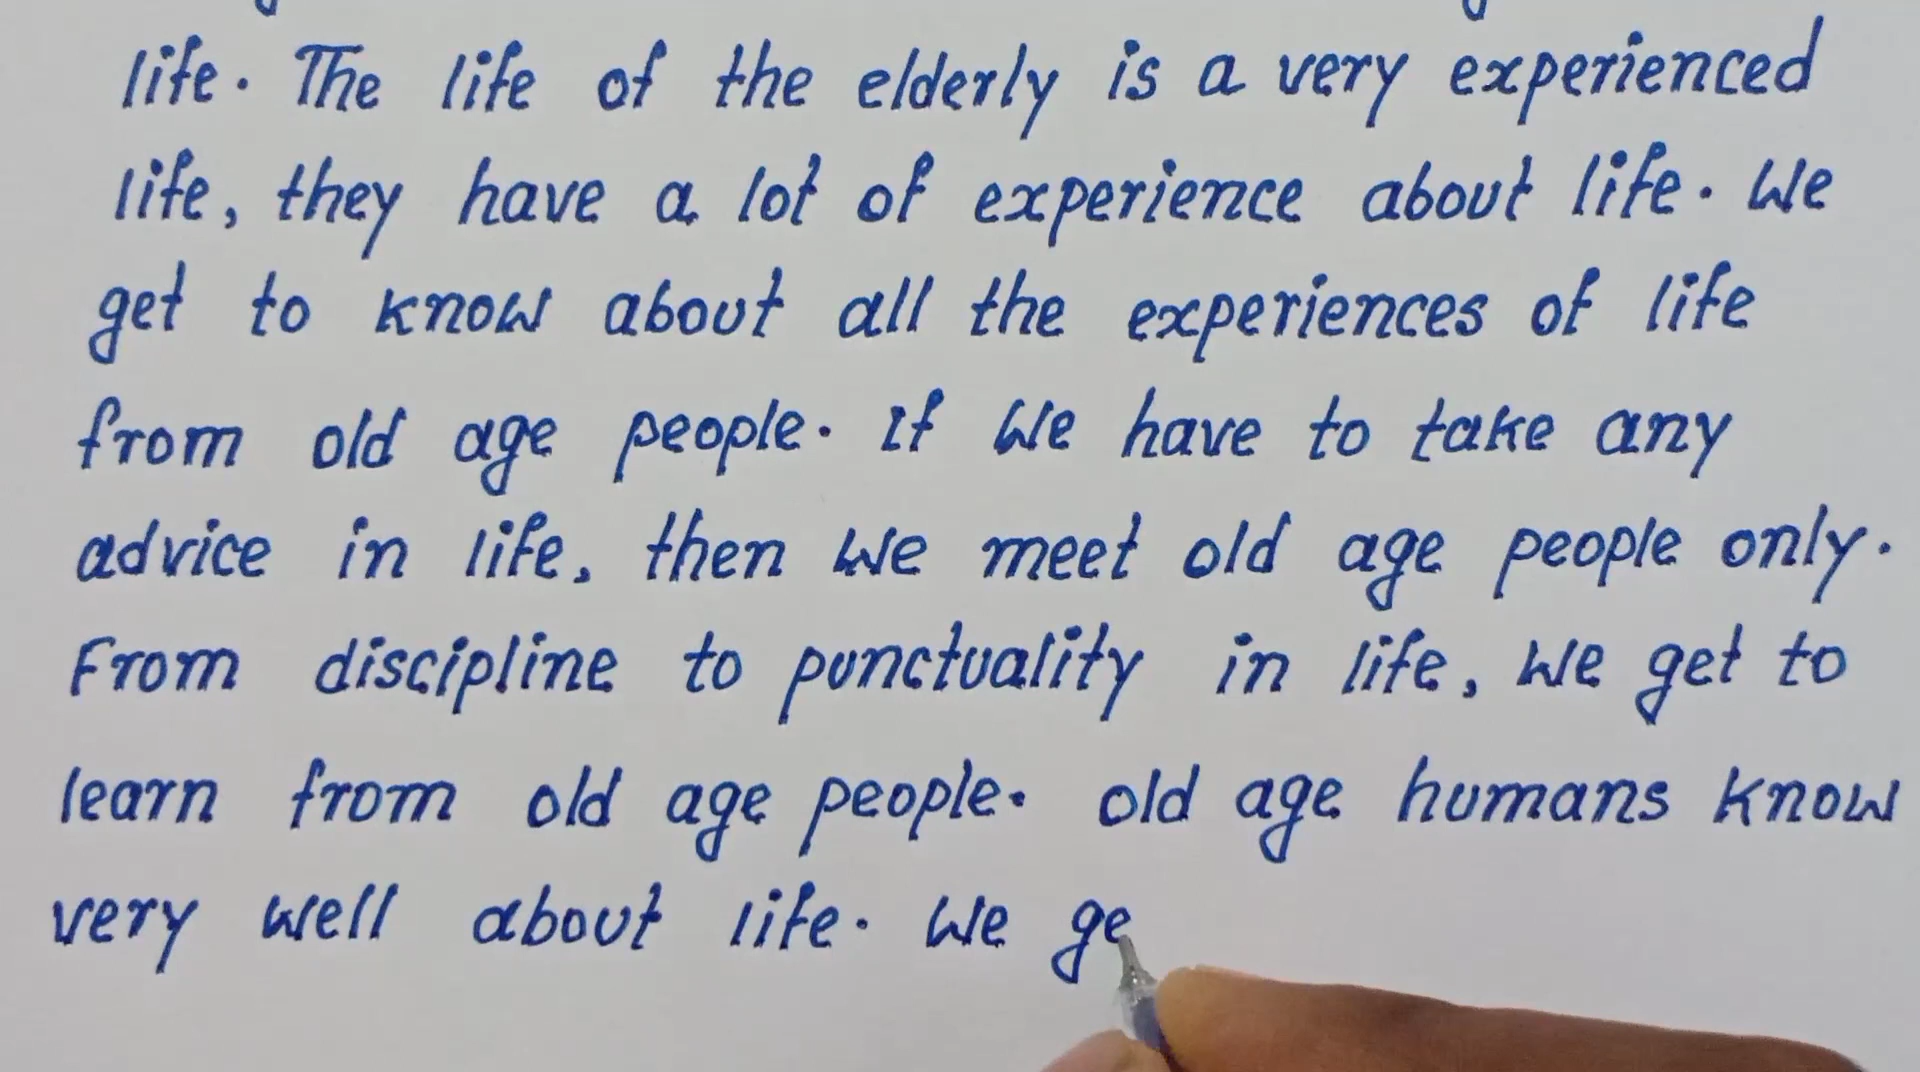 life. The life of the elderly is a very experienced
life, they have a lot of experience about life. We
get to know about all the experiences of life
from old age people. If we have to take any
advice in life, then we meet old age people only.
From discipline to punctuality in life, we get to
learn from old age people. old age humans know
very well about life. We ge